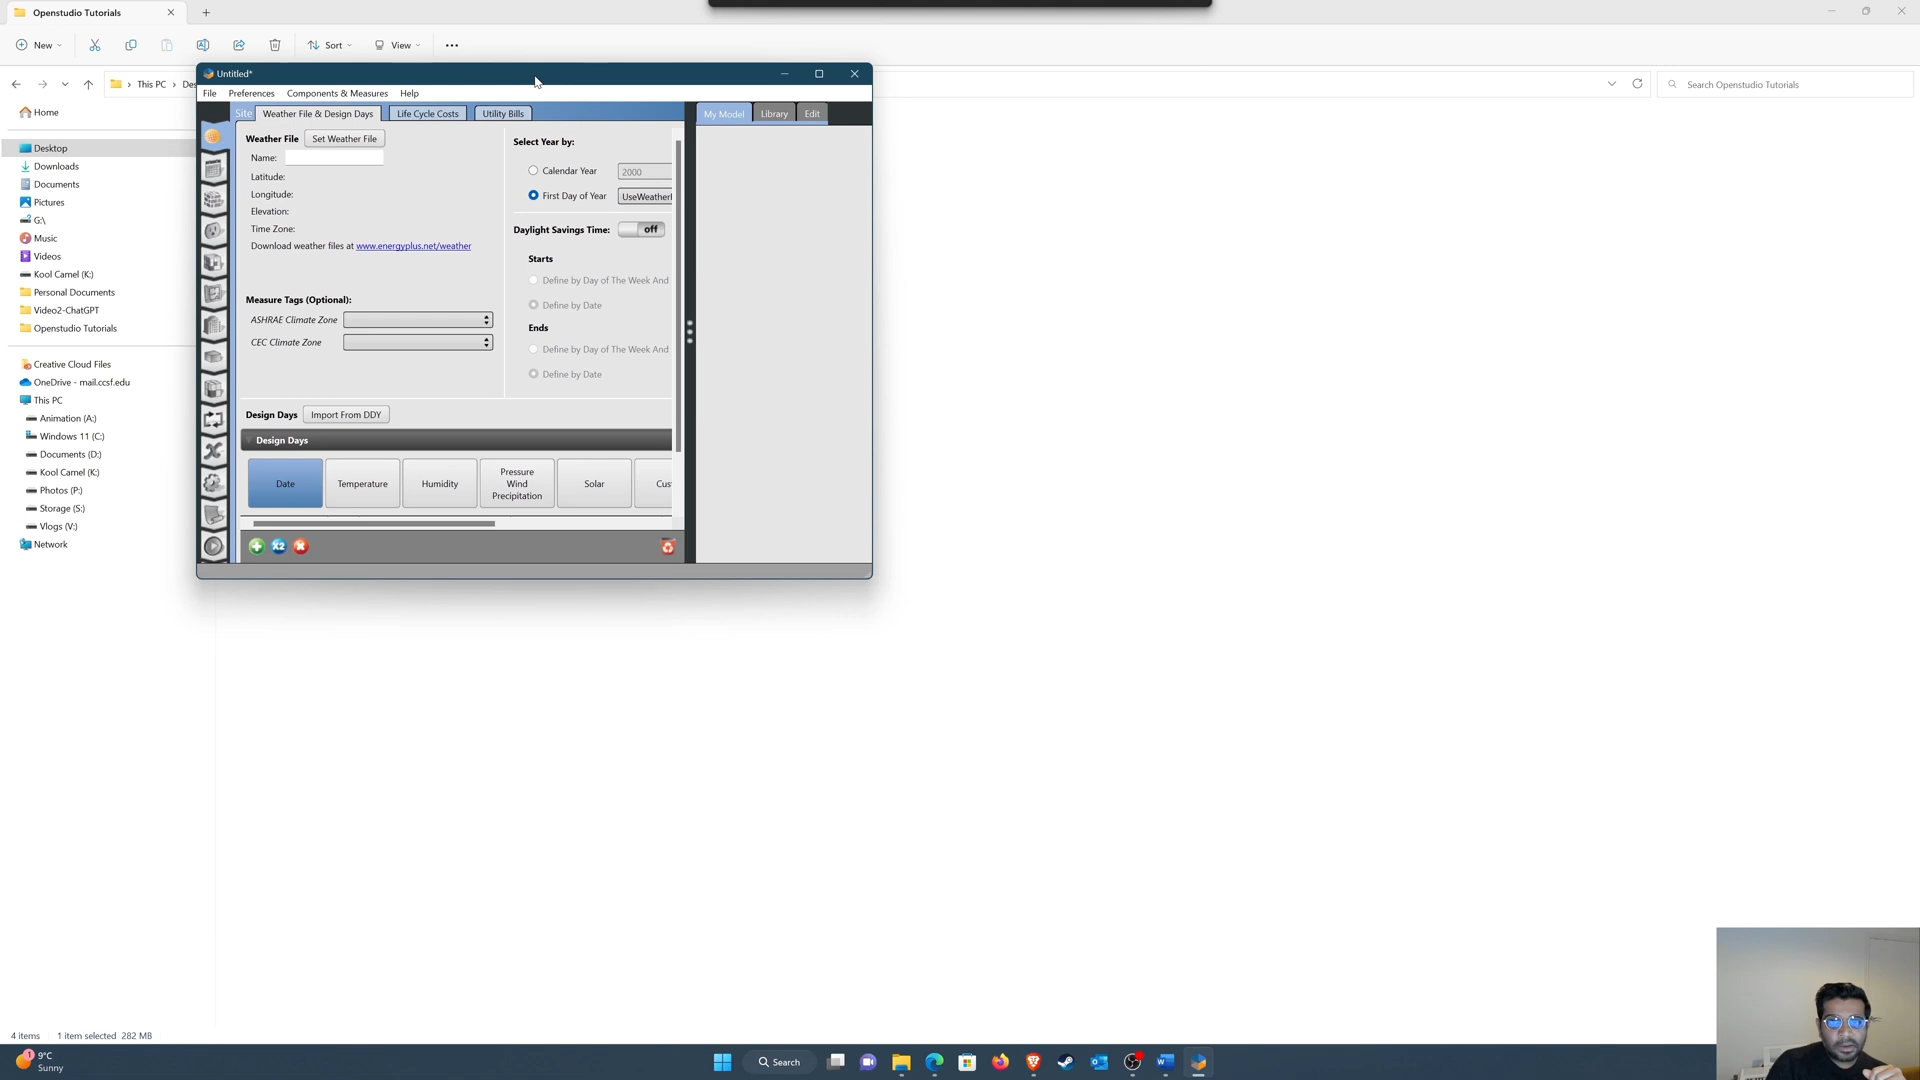 Openstudio Tutorials
New
Sort
View
This PC
Search Openstudio Tutorials
Home
Desktop
Downloads
Documents
Pictures
G:\
Music
Videos
Kool Camel (K:)
Personal Documents
Video2-ChatGPT
Openstudio Tutorials
Creative Cloud Files
OneDrive - mail.ccsf.edu
This PC
Animation (A:)
Windows 11 (C:)
Documents (D:)
Kool Camel (K:)
Photos (P:)
Storage (S:)
Vlogs (V:)
Network
Untitled*
File Preferences Components & Measures Help
Site Weather File & Design Days Life Cycle Costs Utility Bills
My Model Library Edit
Weather File Set Weather File
Name:
Latitude:
Longitude:
Elevation:
Time Zone:
Download weather files at www.energyplus.net/weather
Measure Tags (Optional):
ASHRAE Climate Zone
CEC Climate Zone
Select Year by:
Calendar Year 2000
First Day of Year UseWeather
Daylight Savings Time: off
Starts
Define by Day of The Week And
Define by Date
Ends
Define by Day of The Week And
Define by Date
Design Days Import From DDY
Design Days
Date
Temperature
Humidity
Pressure
Wind
Precipitation
Solar
Cus
X2
4 items 1 item selected 282 MB
1
9°C
Sunny
Search